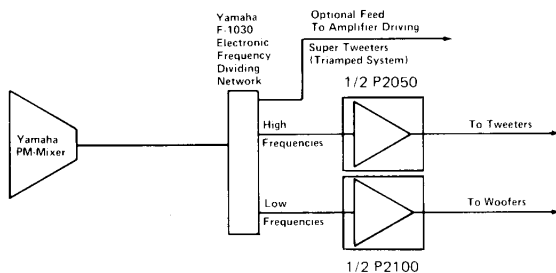 Yamaha
F-1030
Electronic
Frequency
Dividing
Network
Optional Feed
To Amplifier Driving
Super Tweeters
(Triamped System)
1/2 P2050
Yamaha
PM-Mixer
High
Frequencies
To Tweeters
Low
Frequencies
To Woofers
1/2 P2100